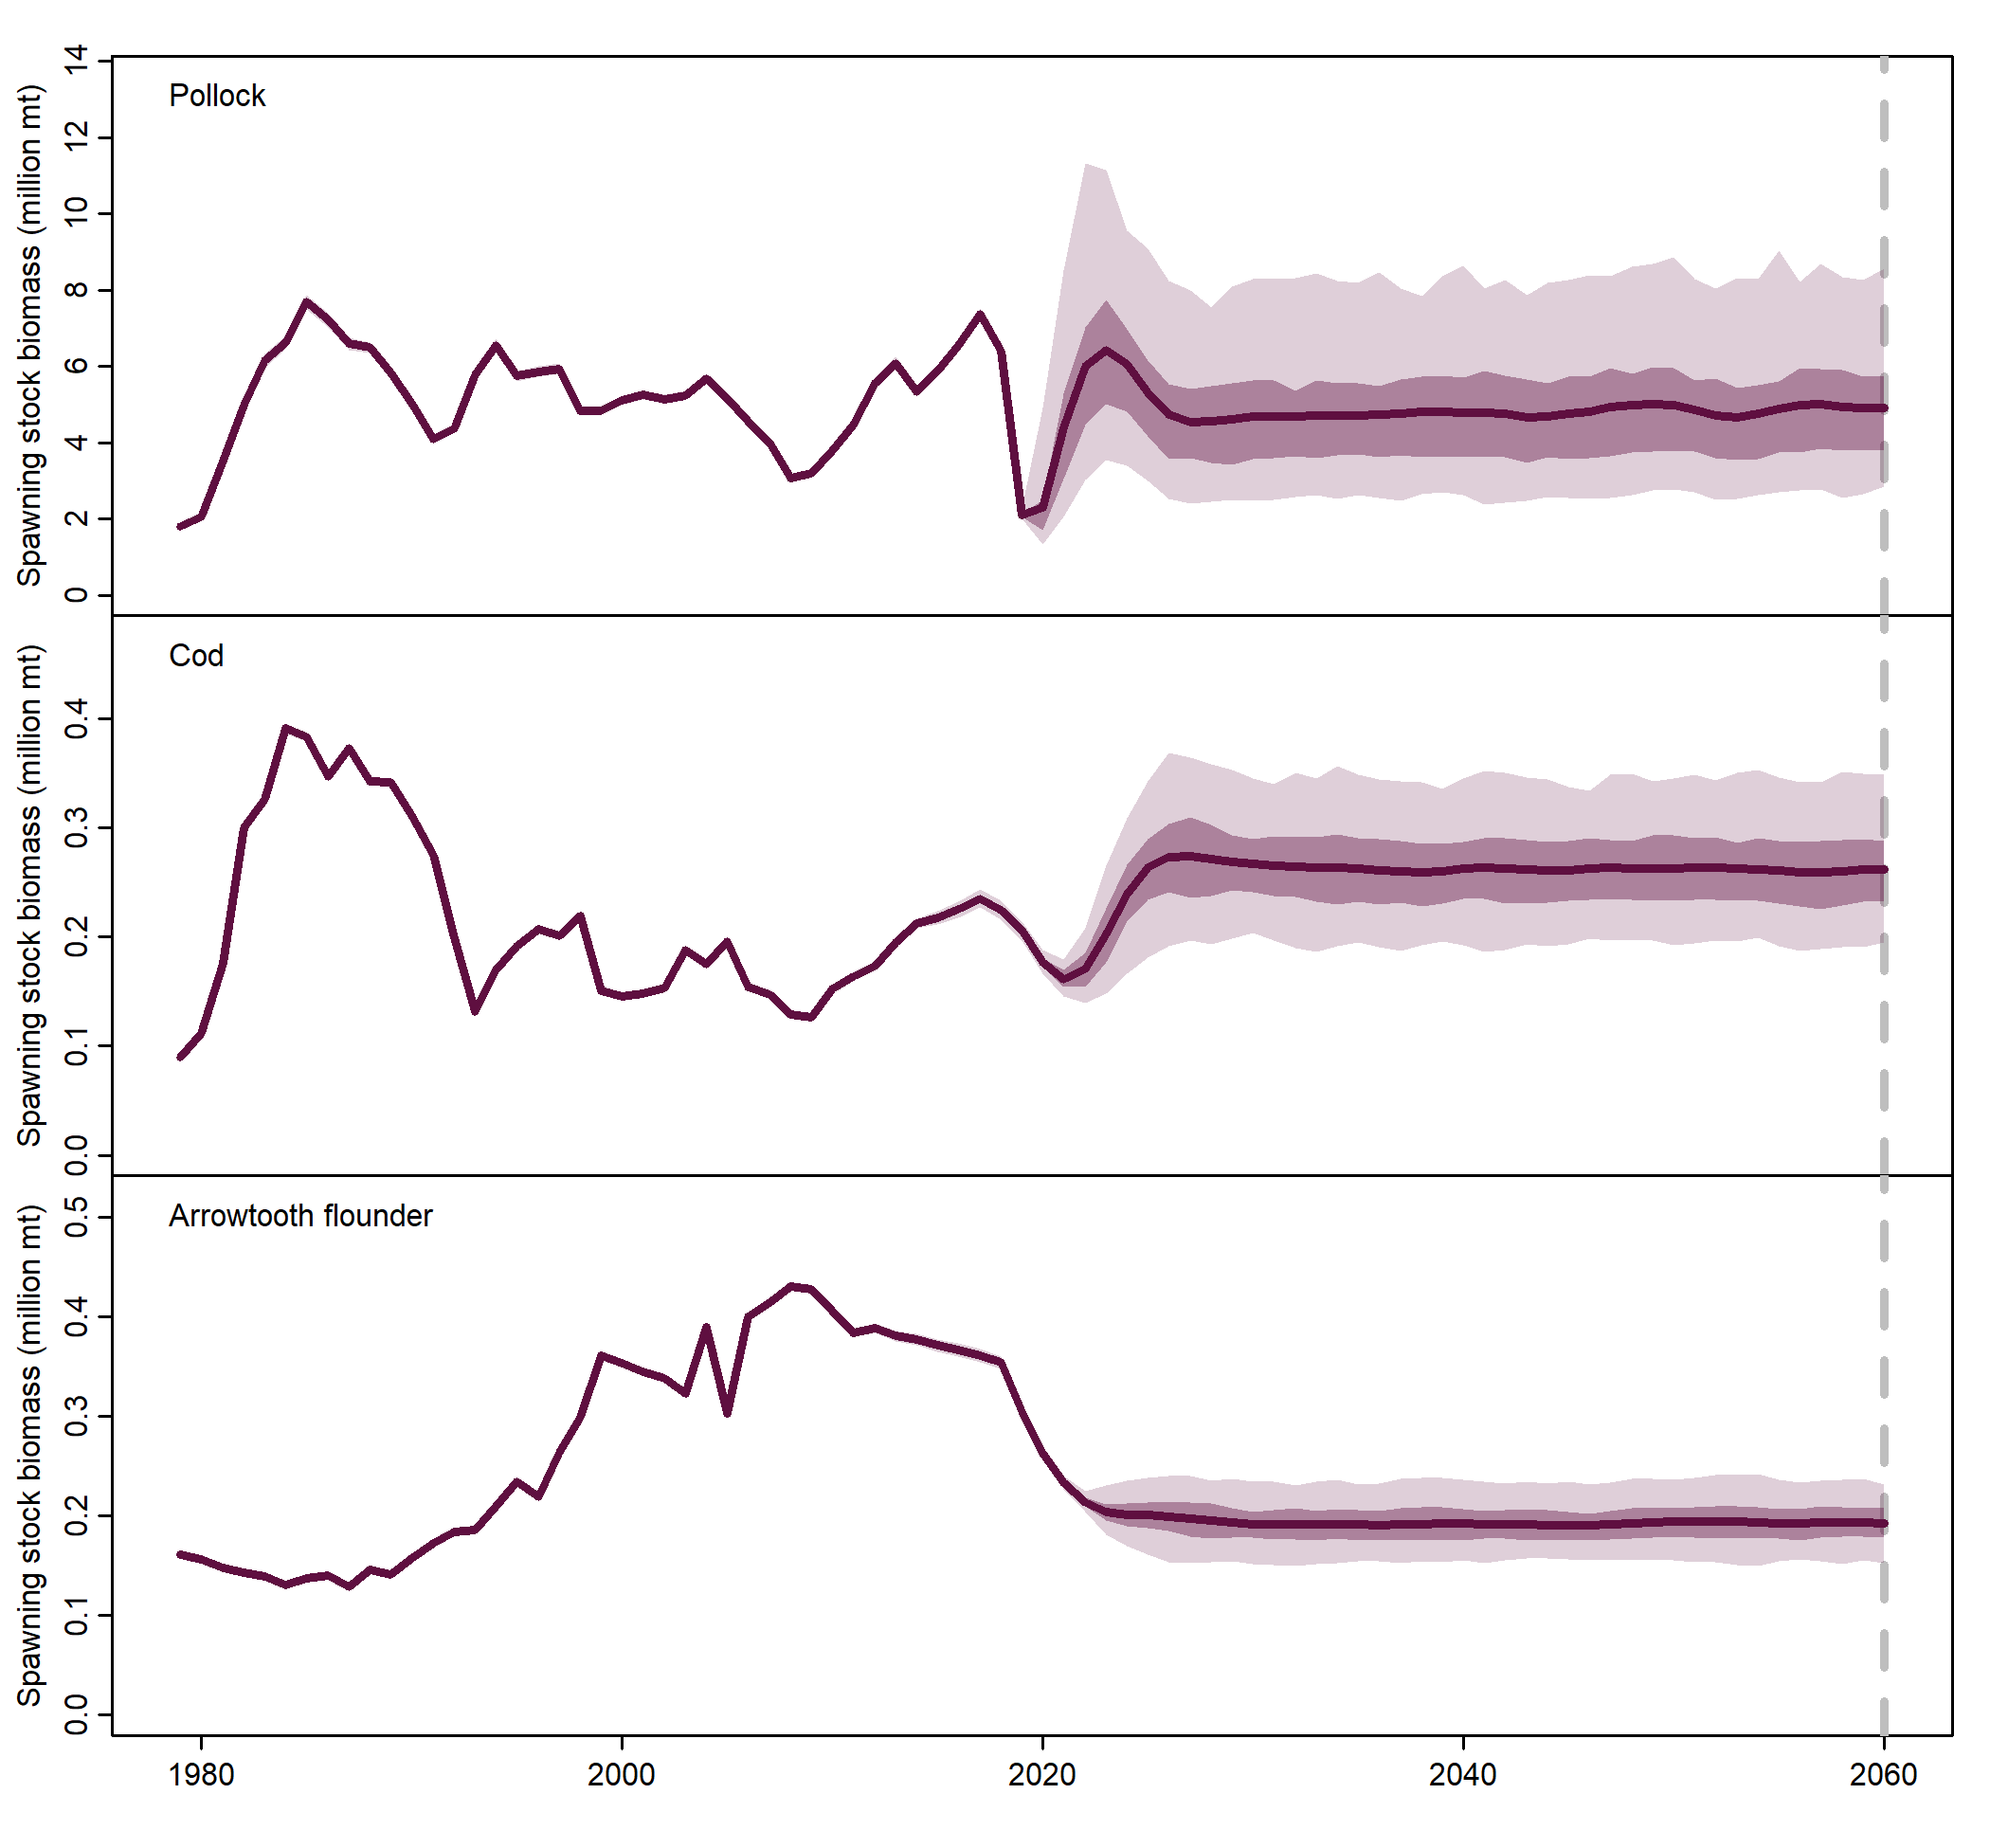 Pollock
Spawning stock biomass (million mt)
14
12
10
8
6
4
2
0
Cod
Spawning stock biomass (million mt)
0.4
0.3
0.2
0.1
0.0
Arrowtooth flounder
Spawning stock biomass (million mt)
0.5
0.4
0.3
0.2
0.1
0.0
1980 2000 2020 2040 2060